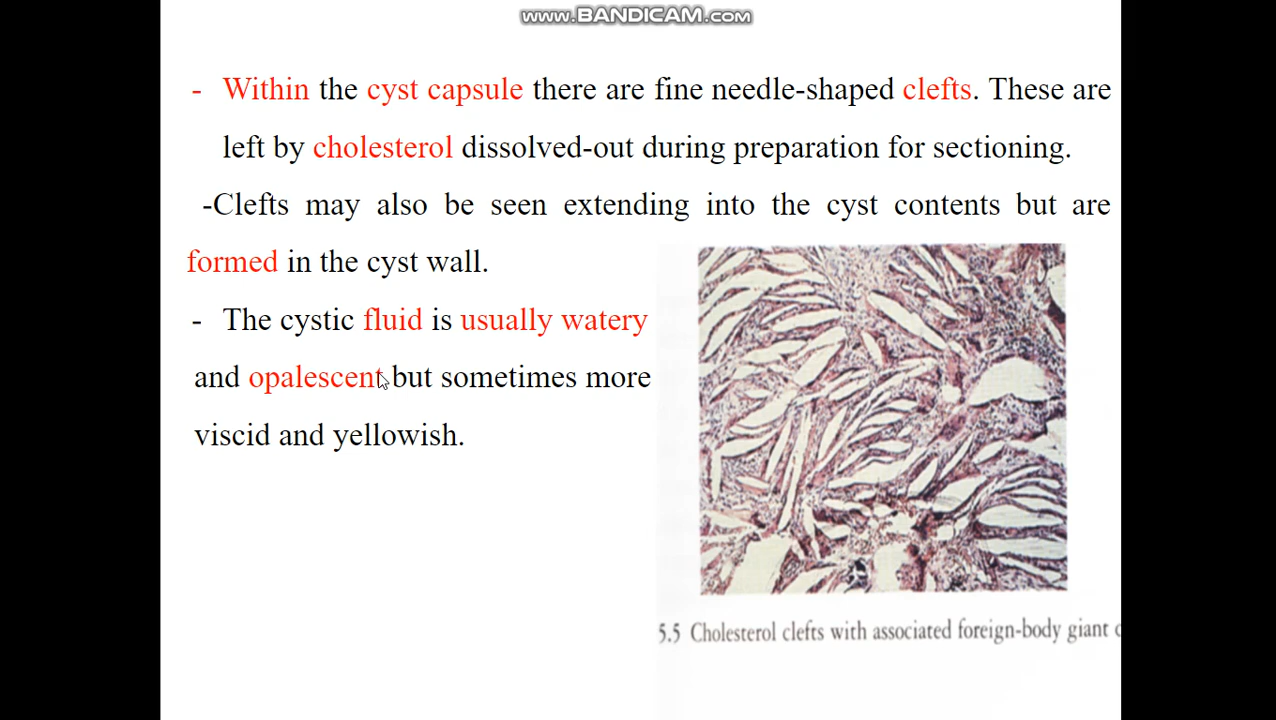 www.BANDICAM.com
- Within the cyst capsule there are fine needle-shaped clefts. These are
left by cholesterol dissolved-out during preparation for sectioning.
-Clefts may also be seen extending into the cyst contents but are
formed in the cyst wall.
- The cystic fluid is usually watery
and opalescent but sometimes more
viscid and yellowish.
5.5 Cholesterol clefts with associated foreign-body giant